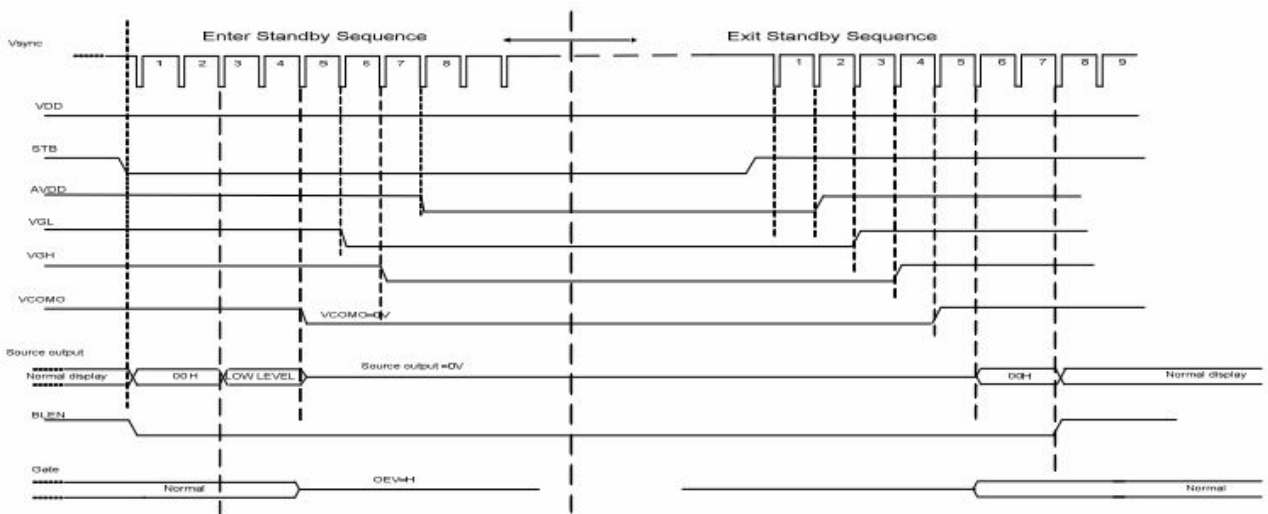 Enter Standby Sequence
Exit Standby Sequence
Vsync
1 2 3 4 5 6 7 8
1 2 3 4 5 6 7 8 9
VDD
STB
AVDD
VGL
VGH
VCOMO
VCOMO=0V
Source output
Normal display
00H
LOW LEVEL
Source output =0V
00H
Normal display
BLEN
Gate
Normal
OEV=H
Normal